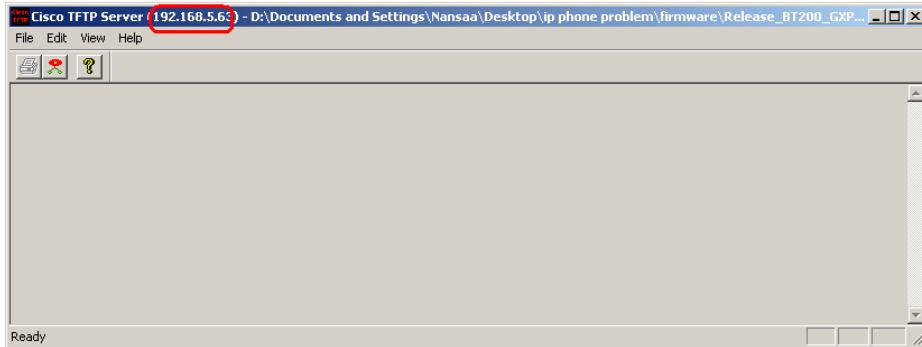 Cisco TFTP Server (192.168.5.63) - D:\Documents and Settings\Nansaa\Desktop\ip phone problem\firmware\Release_BT200_GXP...
File Edit View Help
Ready